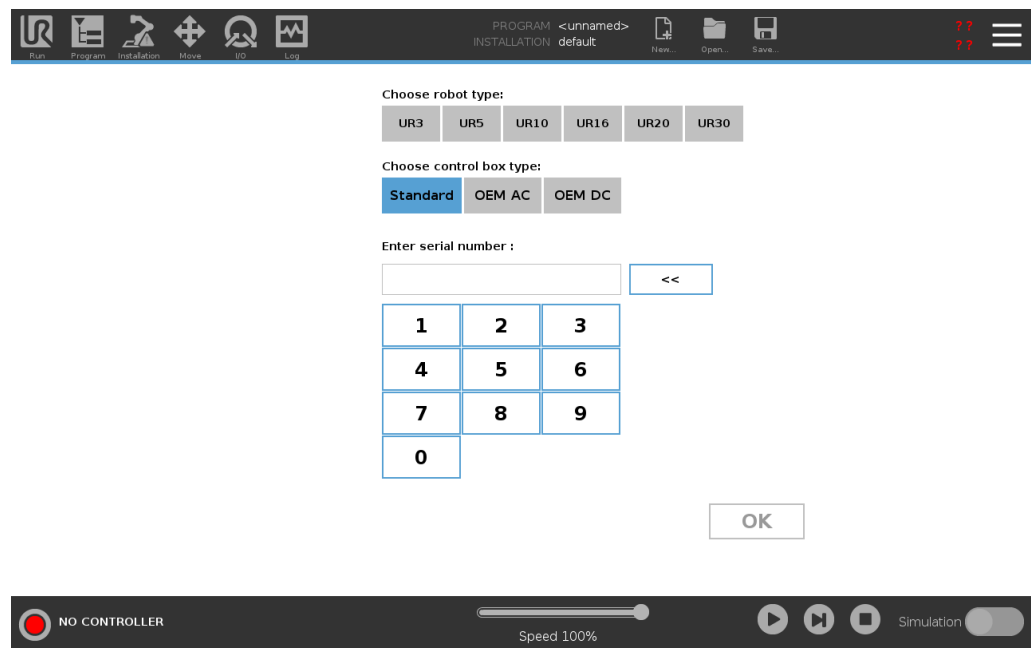 UR
PROGRAM <unnamed>
INSTALLATION default
? ?
? ?
Run Program Installation Move I/O Log New... Open... Save...
Choose robot type:
UR3 UR5 UR10 UR16 UR20 UR30
Choose control box type:
Standard OEM AC OEM DC
Enter serial number :
<<
1 2 3
4 5 6
7 8 9
0
OK
NO CONTROLLER
Speed 100%
Simulation